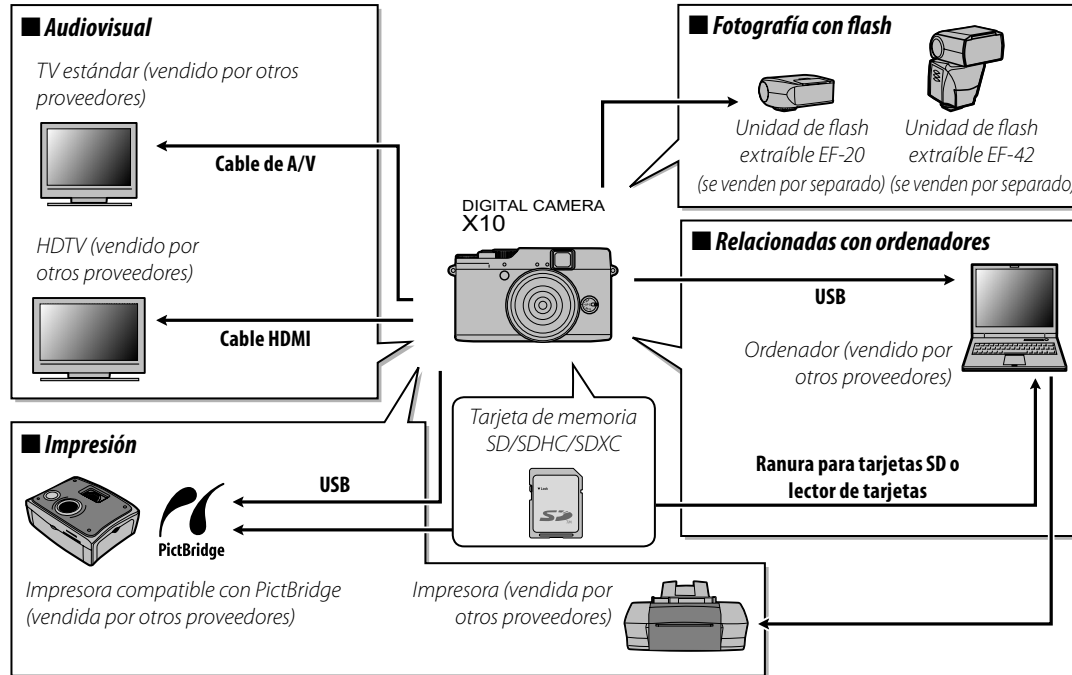 ■ Audiovisual
TV estándar (vendido por otros
proveedores)
Cable de A/V
HDTV (vendido por
otros proveedores)
Cable HDMI
DIGITAL CAMERA
X10
■ Fotografía con flash
Unidad de flash
extraíble EF-20
(se venden por separado)
Unidad de flash
extraíble EF-42
(se venden por separado)
■ Relacionadas con ordenadores
USB
Ordenador (vendido por
otros proveedores)
Ranura para tarjetas SD o
lector de tarjetas
Tarjeta de memoria
SD/SDHC/SDXC
Lock
SD
■ Impresión
USB
PictBridge
Impresora compatible con PictBridge
(vendida por otros proveedores)
Impresora (vendida por
otros proveedores)